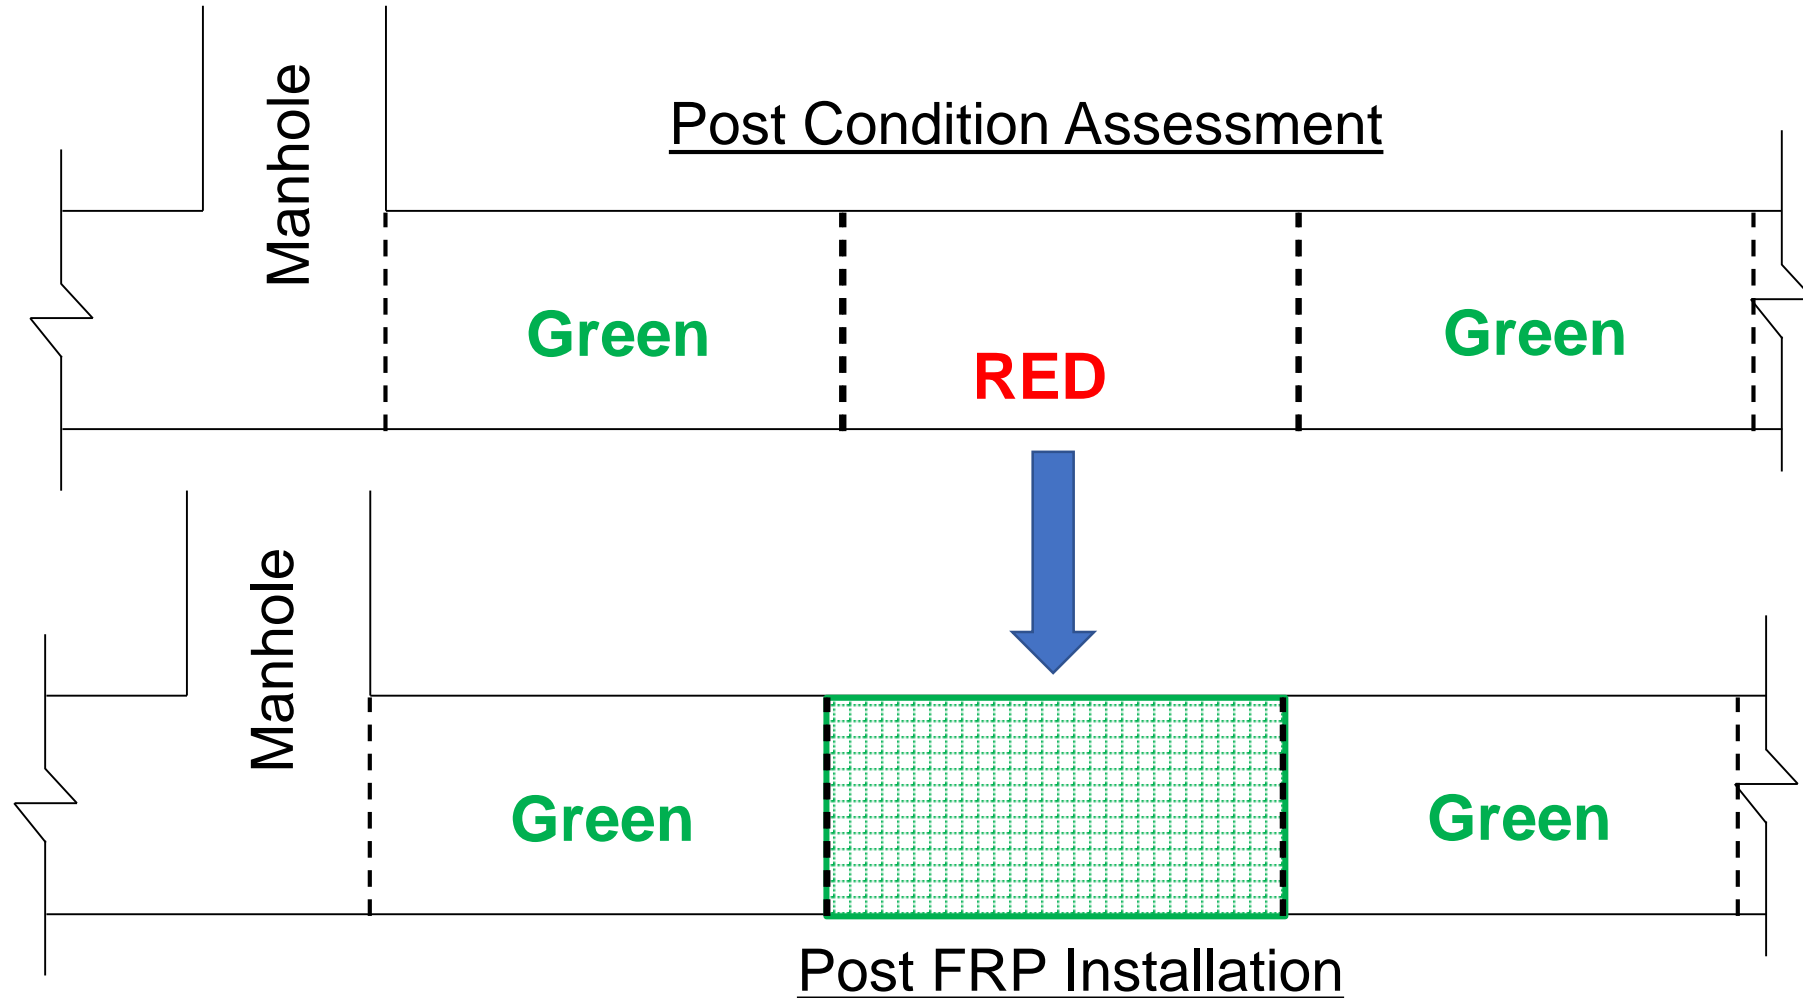 Manhole
Post Condition Assessment
Green
RED
Green
Manhole
Green
Green
Post FRP Installation